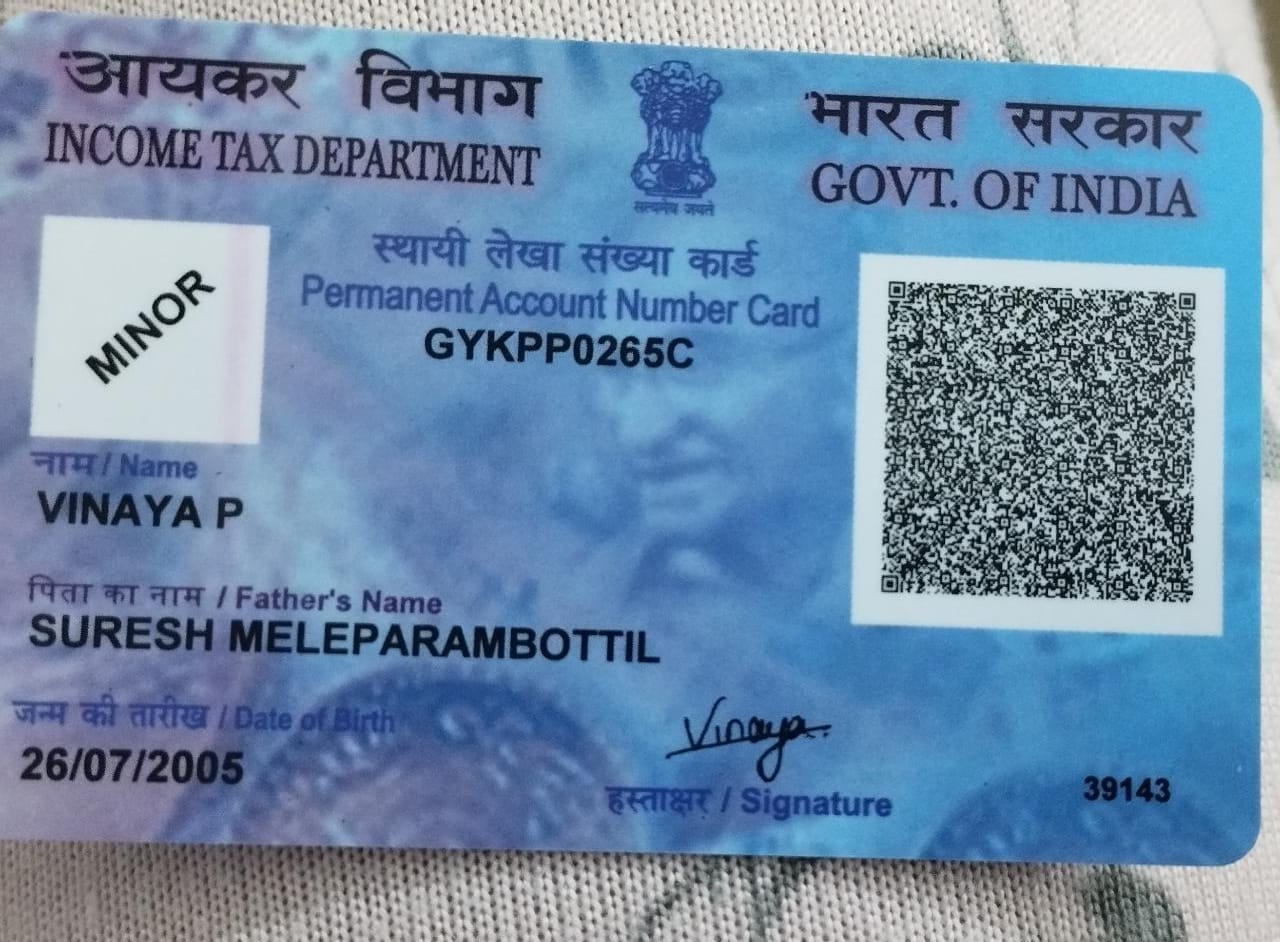 आयकर विभाग
INCOME TAX DEPARTMENT
सत्यमेव जयते
भारत सरकार
GOVT. OF INDIA
MINOR
स्थायी लेखा संख्या कार्ड
Permanent Account Number Card
GYKPP0265C
नाम / Name
VINAYA P
पिता का नाम / Father's Name
SURESH MELEPARAMBOTTIL
जन्म की तारीख / Date of Birth
26/07/2005
Vinaya
हस्ताक्षर / Signature
39143